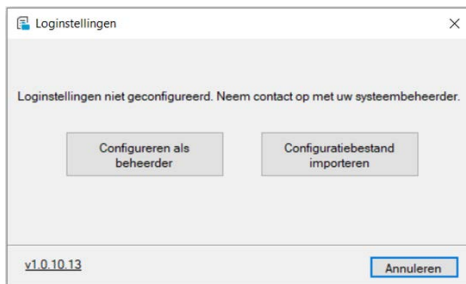 Loginstellingen
Loginstellingen niet geconfigureerd. Neem contact op met uw systeembeheerder.
Configureren als
beheerder
Configuratiebestand
importeren
v1.0.10.13
Annuleren